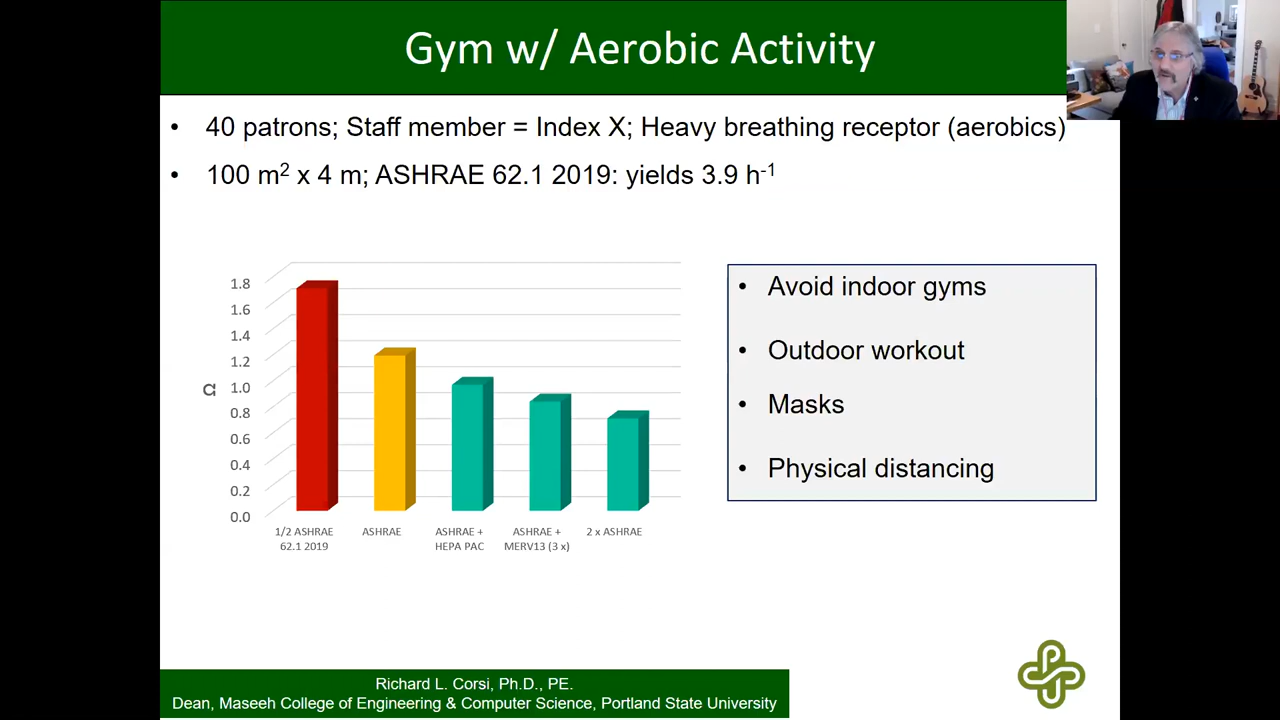 Gym w/ Aerobic Activity
• 40 patrons; Staff member = Index X; Heavy breathing receptor (aerobics)
• 100 m² x 4 m; ASHRAE 62.1 2019: yields 3.9 h⁻¹
1.8
1.6
1.4
1.2
1.0
0.8
0.6
0.4
0.2
0.0
α
1/2 ASHRAE
62.1 2019
ASHRAE
ASHRAE +
HEPA PAC
ASHRAE +
MERV13 (3 x)
2 x ASHRAE
• Avoid indoor gyms
• Outdoor workout
• Masks
• Physical distancing
Richard L. Corsi, Ph.D., PE.
Dean, Maseeh College of Engineering & Computer Science, Portland State University